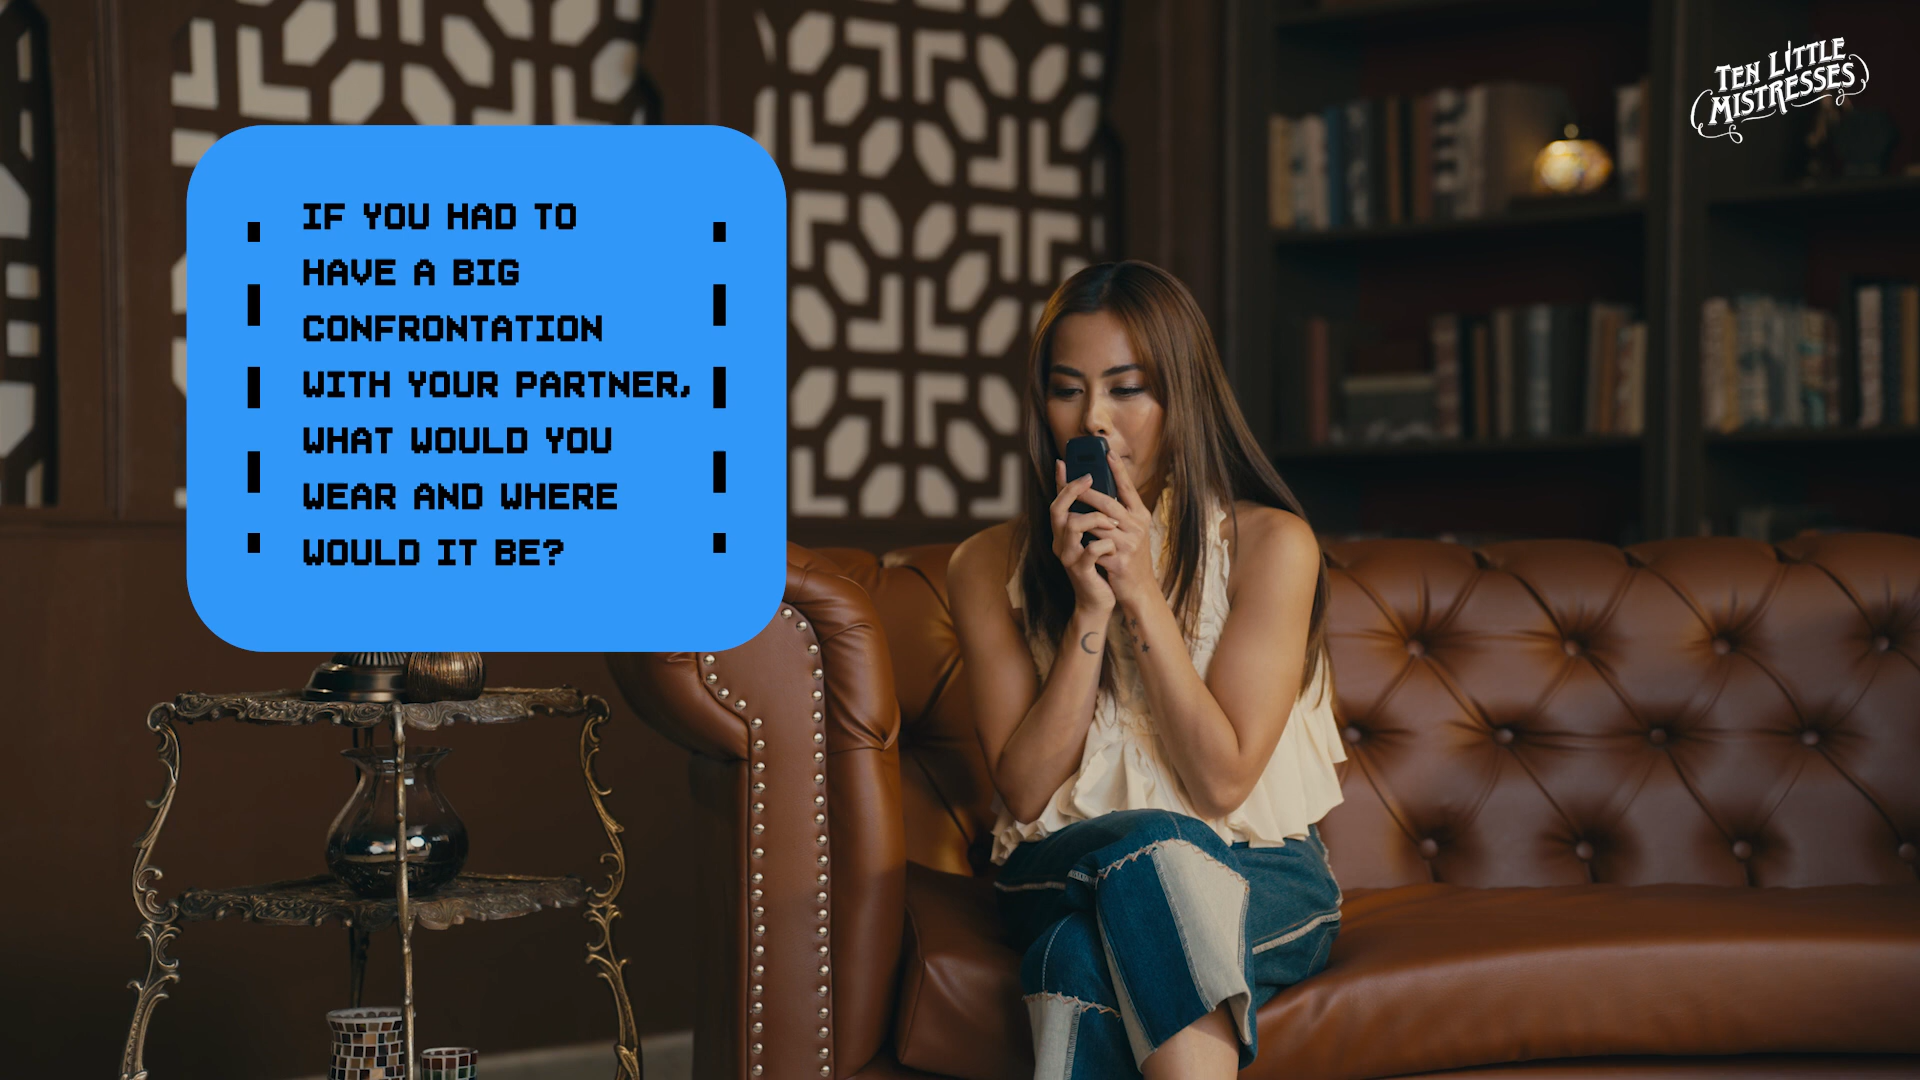 IF YOU HAD TO
HAVE A BIG
CONFRONTATION
WITH YOUR PARTNER,
WHAT WOULD YOU
WEAR AND WHERE
WOULD IT BE?
TEN LITTLE
MISTRESSES